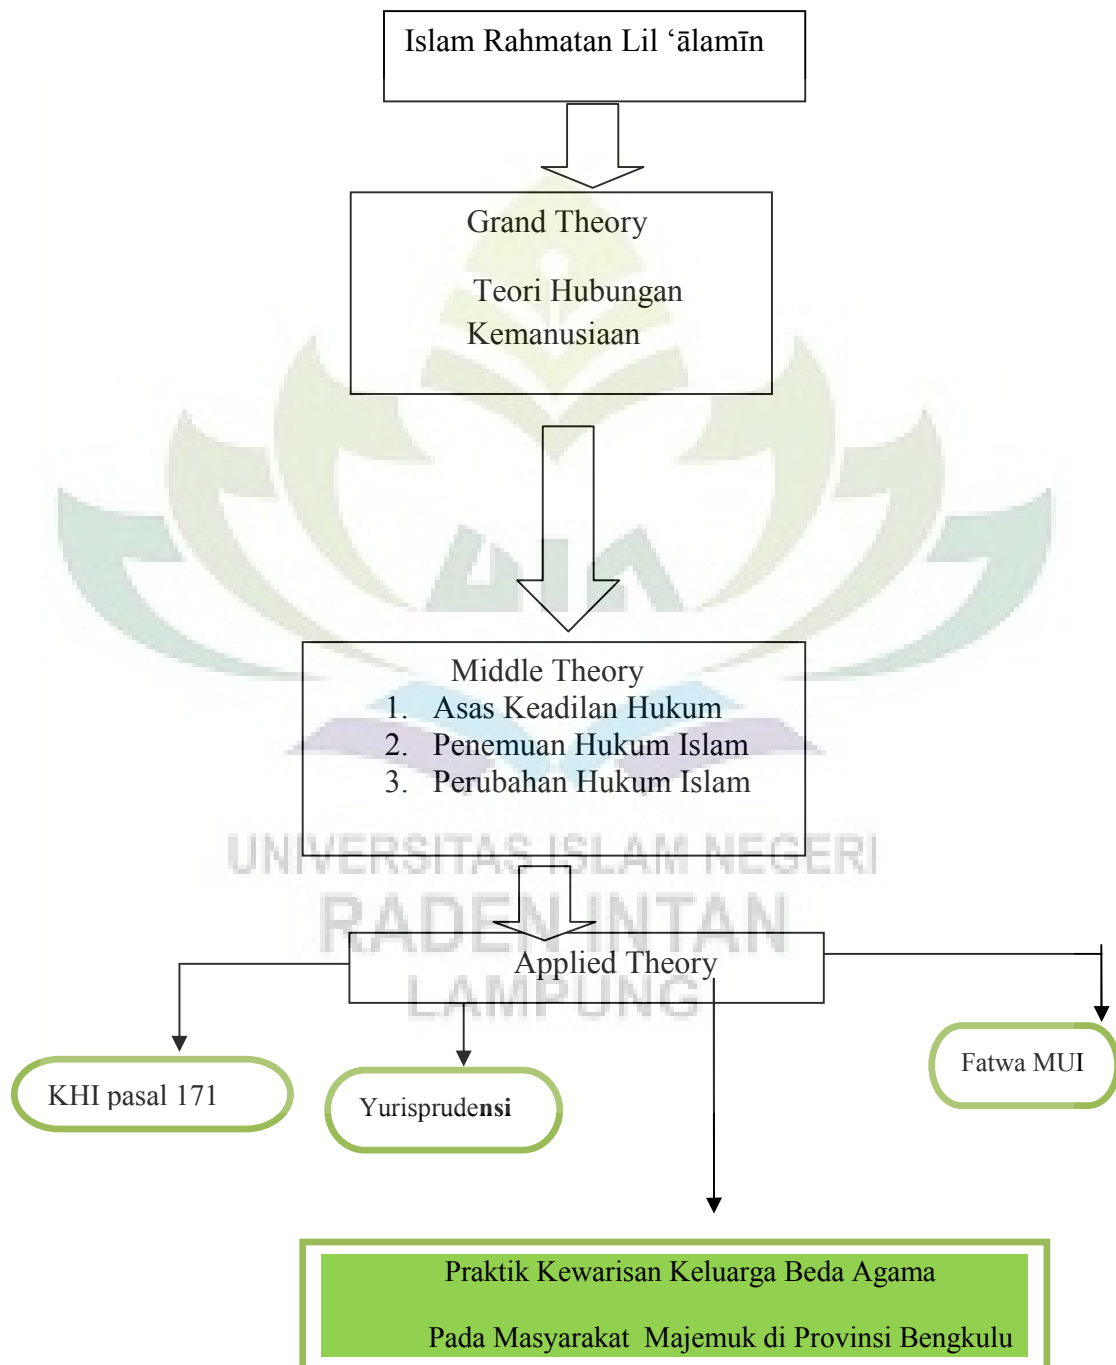 Islam Rahmatan Lil ‘ālamīn
Grand Theory
Teori Hubungan
Kemanusiaan
Middle Theory
1. Asas Keadilan Hukum
2. Penemuan Hukum Islam
3. Perubahan Hukum Islam
UNIVERSITAS ISLAM NEGERI
RADEN INTAN
LAMPUNG
Applied Theory
KHI pasal 171
Yurisprudensi
Fatwa MUI
Praktik Kewarisan Keluarga Beda Agama
Pada Masyarakat Majemuk di Provinsi Bengkulu